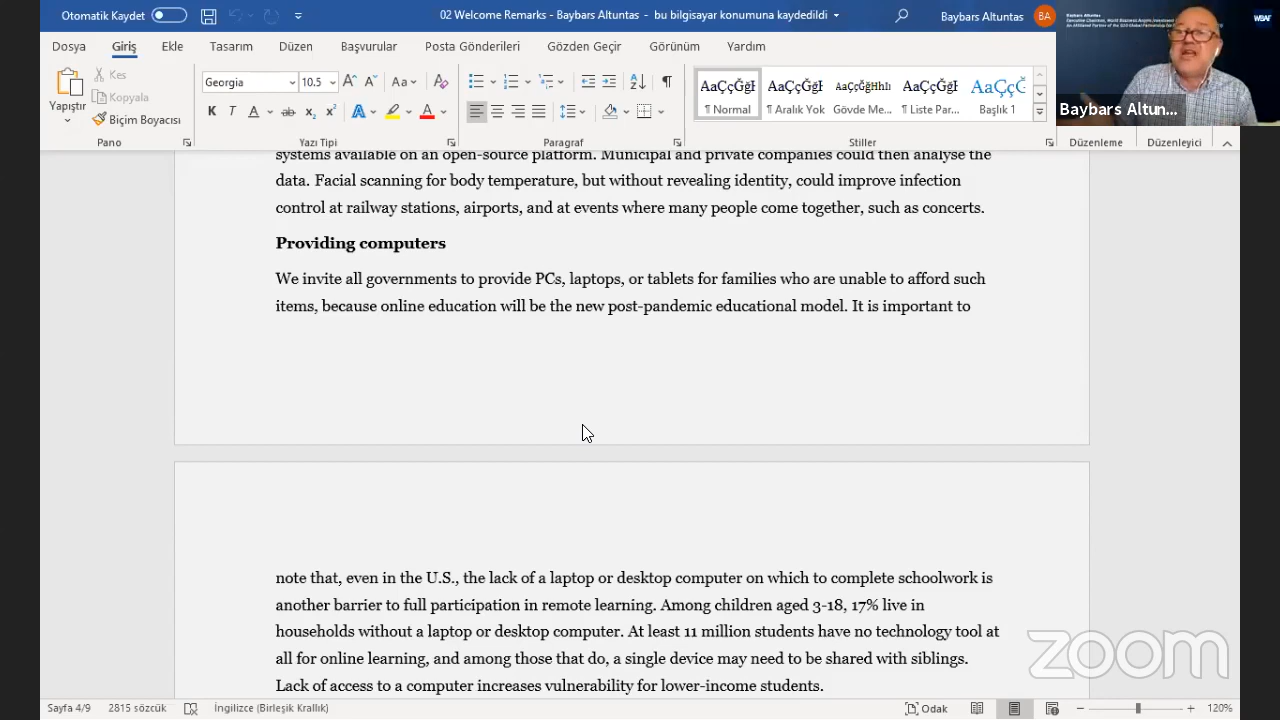 Otomatik Kaydet
02 Welcome Remarks - Baybars Altuntas - bu bilgisayar konumuna kaydedildi
Baybars Altuntas
BA
Baybars Altuntas
WBAF
Dosya
Giriş
Ekle
Tasarım
Düzen
Başvurular
Posta Gönderileri
Gözden Geçir
Görünüm
Yardım
Yapıştır
Kes
Kopyala
Biçim Boyacısı
Georgia
10.5
AaÇçĞğI
¶ Normal
AaÇçĞğI
¶ Aralık Yok
AaÇçĞğHhIı
Gövde Me...
AaÇçĞğI
¶ Liste Par...
AaÇçĞ
Başlık 1
Baybars Altun...
Pano
Yazı Tipi
Paragraf
Stiller
Düzenleme
Düzenleyici
systems available on an open-source platform. Municipal and private companies could then analyse the
data. Facial scanning for body temperature, but without revealing identity, could improve infection
control at railway stations, airports, and at events where many people come together, such as concerts.
Providing computers
We invite all governments to provide PCs, laptops, or tablets for families who are unable to afford such
items, because online education will be the new post-pandemic educational model. It is important to
note that, even in the U.S., the lack of a laptop or desktop computer on which to complete schoolwork is
another barrier to full participation in remote learning. Among children aged 3-18, 17% live in
households without a laptop or desktop computer. At least 11 million students have no technology tool at
all for online learning, and among those that do, a single device may need to be shared with siblings.
Lack of access to a computer increases vulnerability for lower-income students.
zoom
Sayfa 4/9
2815 sözcük
İngilizce (Birleşik Krallık)
Odak
120%